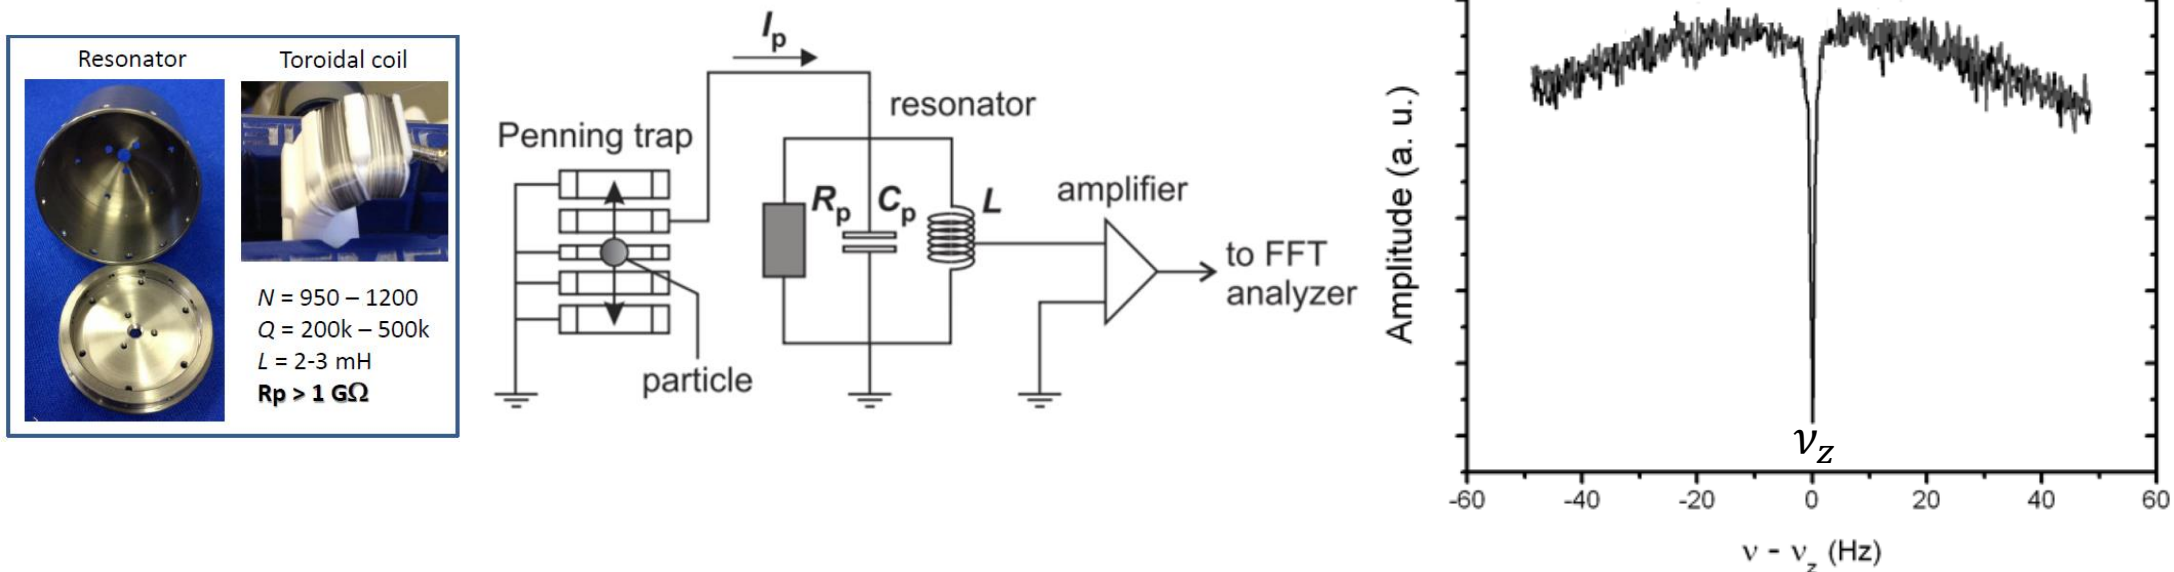 Resonator
Toroidal coil
N = 950 – 1200
Q = 200k – 500k
L = 2-3 mH
Rp > 1 GΩ
Ip
resonator
Penning trap
Rp
Cp
L
amplifier
to FFT
analyzer
particle
Amplitude (a. u.)
νz
-60
-40
-20
0
20
40
60
ν - νz (Hz)